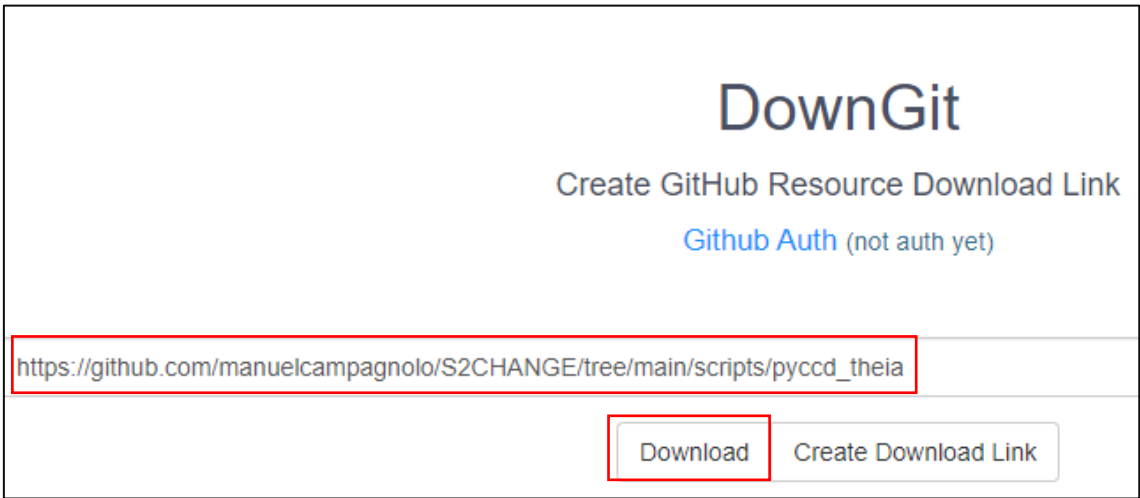 DownGit
Create GitHub Resource Download Link
Github Auth (not auth yet)
https://github.com/manuelcampagnolo/S2CHANGE/tree/main/scripts/pyccd_theia
Download Create Download Link